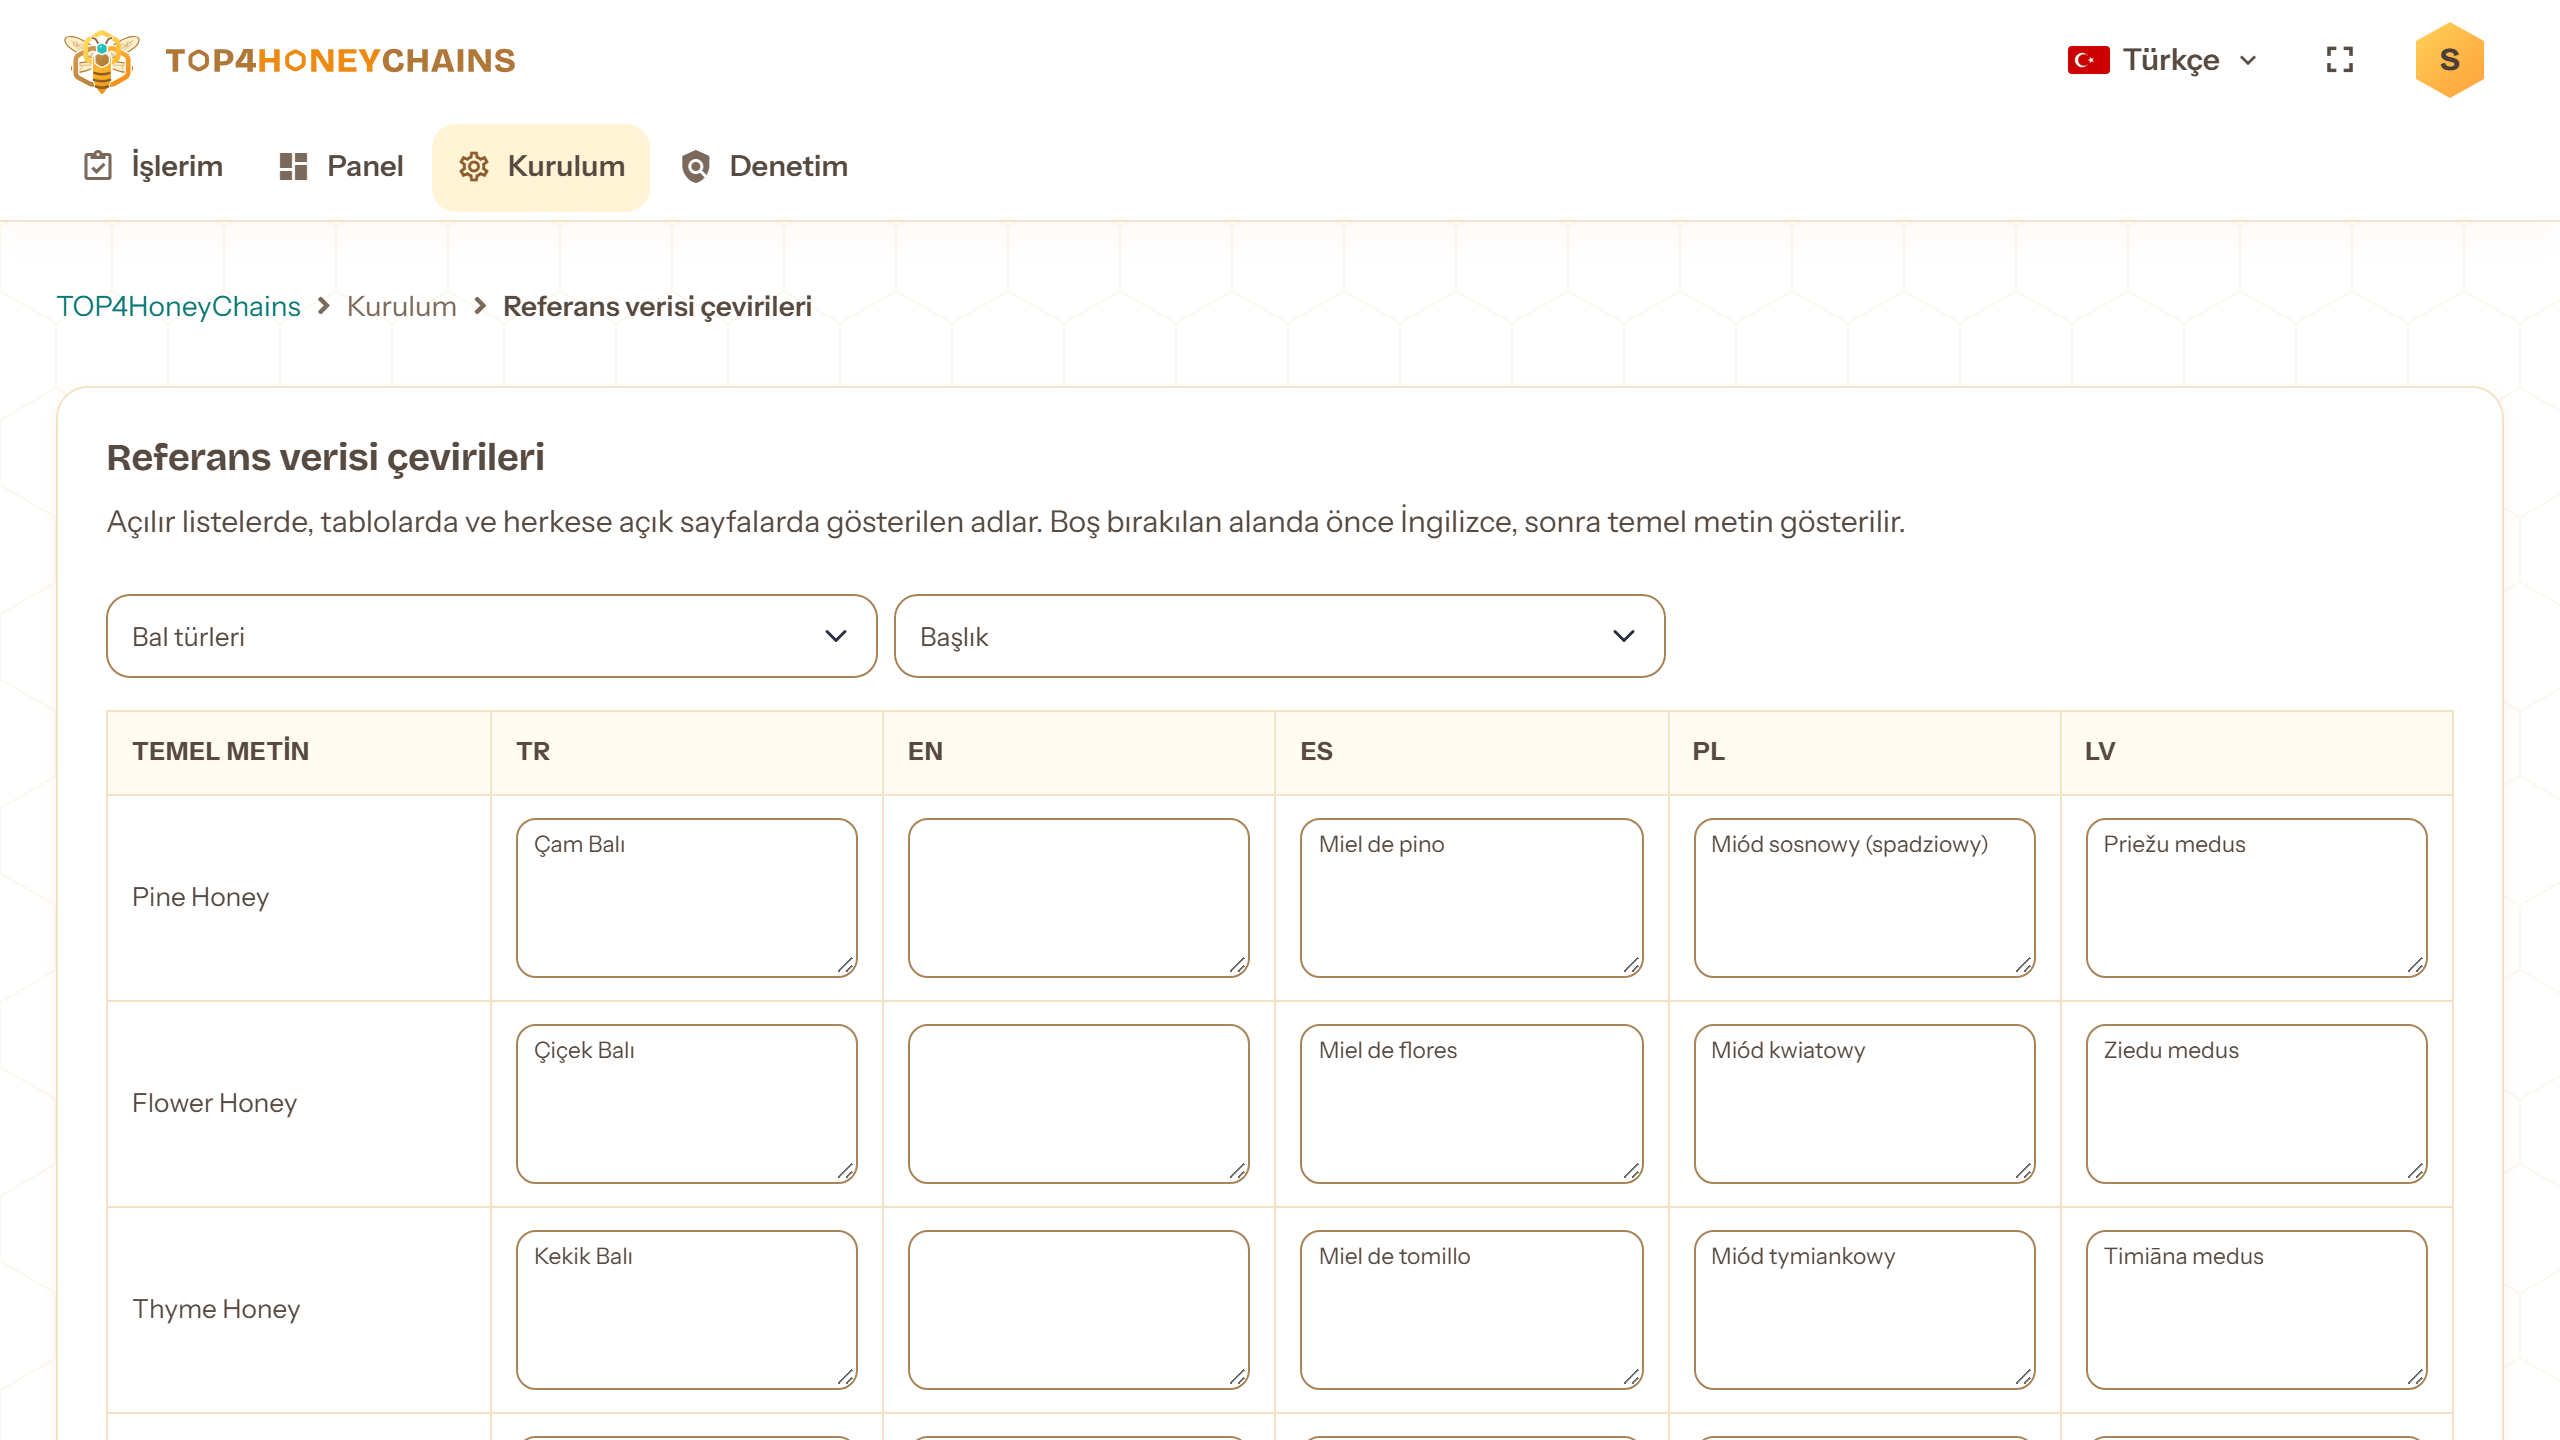 TOP4HONEYCHAINS
Türkçe
S
İşlerim
Panel
Kurulum
Denetim
TOP4HoneyChains > Kurulum > Referans verisi çevirileri
Referans verisi çevirileri
Açılır listelerde, tablolarda ve herkese açık sayfalarda gösterilen adlar. Boş bırakılan alanda önce İngilizce, sonra temel metin gösterilir.
Bal türleri
Başlık
TEMEL METİN TR EN ES PL LV
Pine Honey Çam Balı Miel de pino Miód sosnowy (spadziowy) Priežu medus
Flower Honey Çiçek Balı Miel de flores Miód kwiatowy Ziedu medus
Thyme Honey Kekik Balı Miel de tomillo Miód tymiankowy Timiāna medus